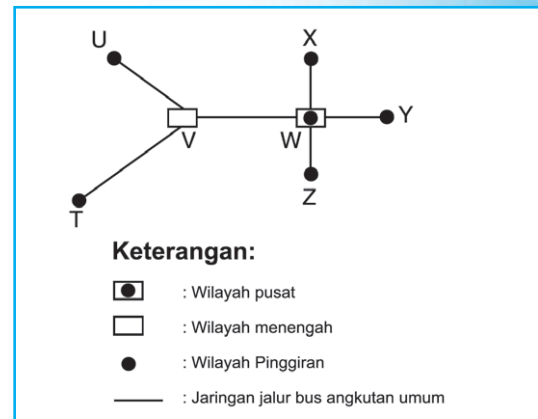 U
X
Y
V
W
Z
T
Keterangan:
: Wilayah pusat
: Wilayah menengah
: Wilayah Pinggiran
: Jaringan jalur bus angkutan umum